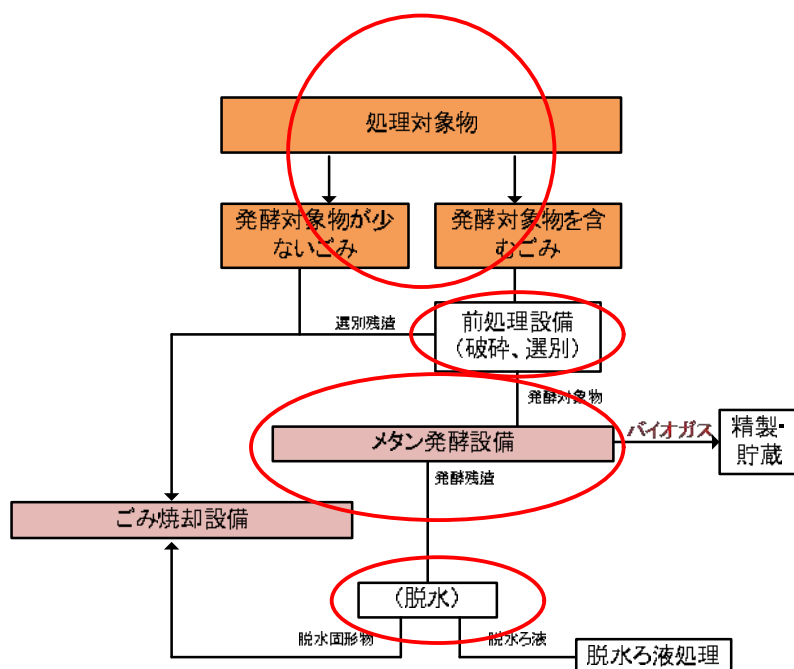 処理対象物
発酵対象物が少
ないごみ
発酵対象物を含
むごみ
選別残渣
前処理設備
(破砕、選別)
発酵対象物
メタン発酵設備
バイオガス
精製・
貯蔵
発酵残渣
ごみ焼却設備
(脱水)
脱水固形物
脱水ろ液
脱水ろ液処理